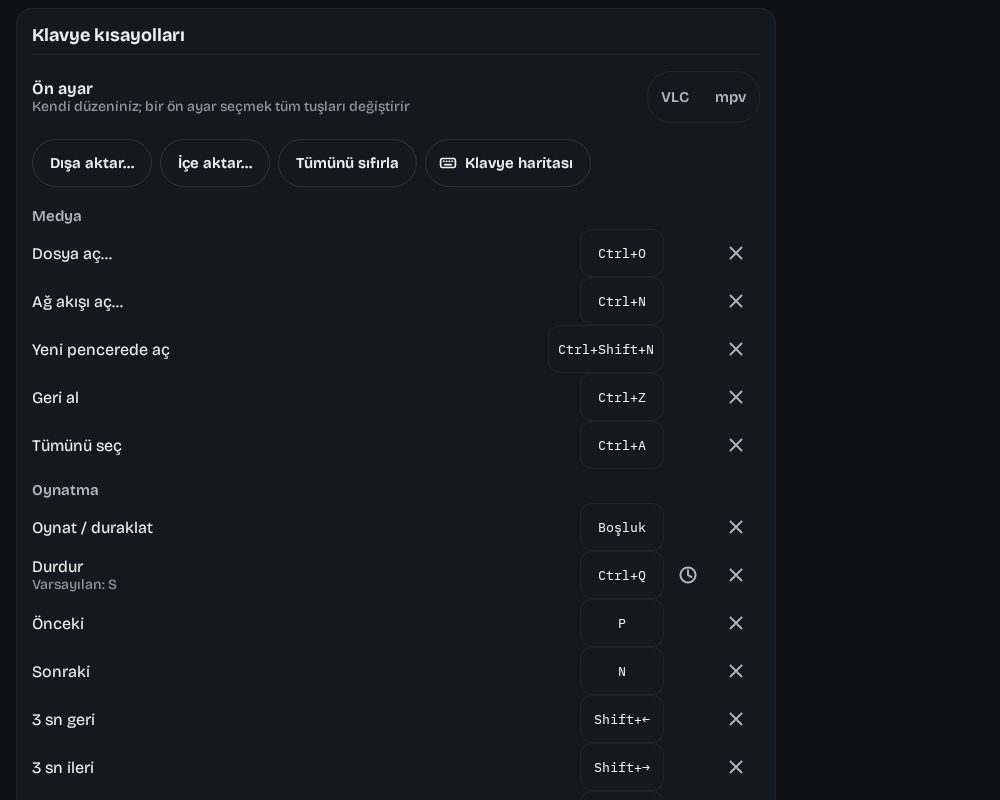 Klavye kısayolları
Ön ayar
Kendi düzeniniz; bir ön ayar seçmek tüm tuşları değiştirir
VLC mpv
Dışa aktar... İçe aktar... Tümünü sıfırla Klavye haritası
Medya
Dosya aç... Ctrl+O
Ağ akışı aç... Ctrl+N
Yeni pencerede aç Ctrl+Shift+N
Geri al Ctrl+Z
Tümünü seç Ctrl+A
Oynatma
Oynat / duraklat Boşluk
Durdur Ctrl+Q
Varsayılan: S
Önceki P
Sonraki N
3 sn geri Shift+←
3 sn ileri Shift+→